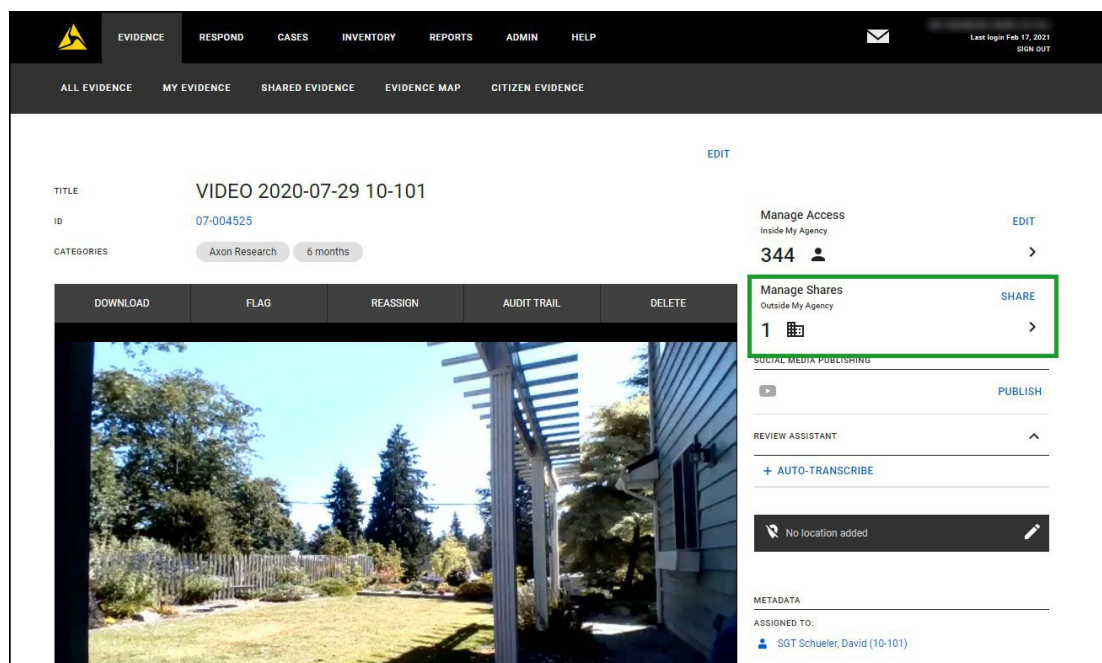 EVIDENCE RESPOND CASES INVENTORY REPORTS ADMIN HELP
Last login Feb 17, 2021
SIGN OUT
ALL EVIDENCE MY EVIDENCE SHARED EVIDENCE EVIDENCE MAP CITIZEN EVIDENCE
EDIT
TITLE VIDEO 2020-07-29 10-101
ID 07-004525
CATEGORIES Axon Research 6 months
DOWNLOAD FLAG REASSIGN AUDIT TRAIL DELETE
Manage Access EDIT
Inside My Agency
344
Manage Shares SHARE
Outside My Agency
1
SOCIAL MEDIA PUBLISHING
PUBLISH
REVIEW ASSISTANT
+ AUTO-TRANSCRIBE
No location added
METADATA
ASSIGNED TO:
SGT Schueler, David (10-101)